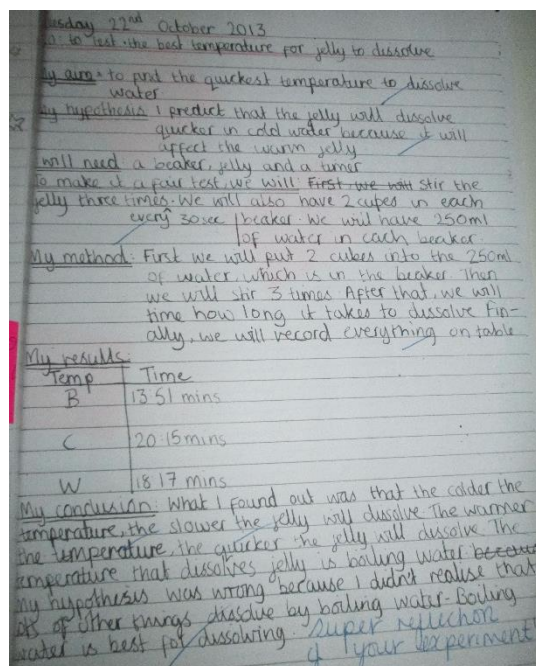 uesday 22nd October 2013
to test the best temperature for jelly to dissolve
y aim: to find the quickest temperature to dissolve
water
y hypothesis I predict that the jelly will dissolve
quicker in cold water because it will
affect the warm jelly
I will need a beaker, jelly and a timer
To make it a fair test, we will: First we will stir the
jelly three times. We will also have 2 cubes in each
every 30 sec beaker. We will have 250ml
of water in each beaker.
My method: First we will put 2 cubes into the 250ml
of water, which is in the beaker. Then
we will stir 3 times. After that, we will
time how long it takes to dissolve Fin-
ally, we will record everything on table
My results:
Temp Time
B 13:51 mins
C 20:15mins
W 18:17 mins
My conclusion: What I found out was that the colder the
temperature, the slower the jelly will dissolve. The warmer
the temperature, the quicker the jelly will dissolve. The
temperature that dissolves jelly is boiling water
My hypothesis was wrong because I didn't realise that
lots of other things dissolve by boiling water. Boiling
water is best for dissolving. Super reflection
of your experiment